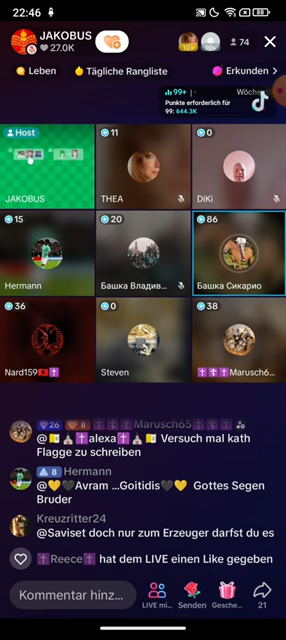 22:46
88
JAKOBUS
27.0K
10+
74
Leben
Tägliche Rangliste
Erkunden >
99+
Punkte erforderlich für
99: 644.3K
Host
JAKOBUS
11
THEA
0
DiKi
15
Hermann
20
Башка Владив...
86
Башка Сикарио
36
Nard159🇦🇱✝️
0
Steven
38
✝️✝️✝️Marusch6...
26 ✝️✝️✝️Marusch65✝️✝️✝️
@🇻🇦⛪✝️alexa✝️⛪🇻🇦 Versuch mal kath
Flagge zu schreiben
8 Hermann
@💛🖤Avram ...Goitidis🖤💛 Gottes Segen
Bruder
Kreuzritter24
@Saviset doch nur zum Erzeuger darfst du es
✝️Reece✝️ hat dem LIVE einen Like gegeben
Kommentar hinz...
LIVE mi...
Senden
Gesche...
21